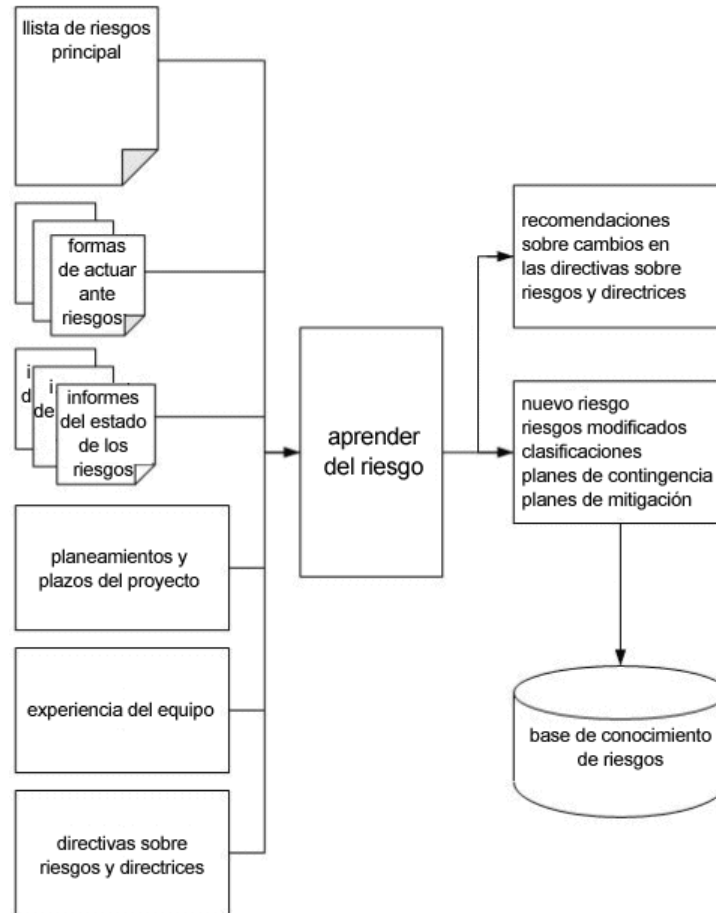 llista de riesgos
principal
formas
de actuar
ante
riesgos
i
d
i
de
informes
del estado
de los
riesgos
planeamientos y
plazos del proyecto
experiencia del equipo
directivas sobre
riesgos y directrices
aprender
del riesgo
recomendaciones
sobre cambios en
las directivas sobre
riesgos y directrices
nuevo riesgo
riesgos modificados
clasificaciones
planes de contingencia
planes de mitigación
base de conocimiento
de riesgos